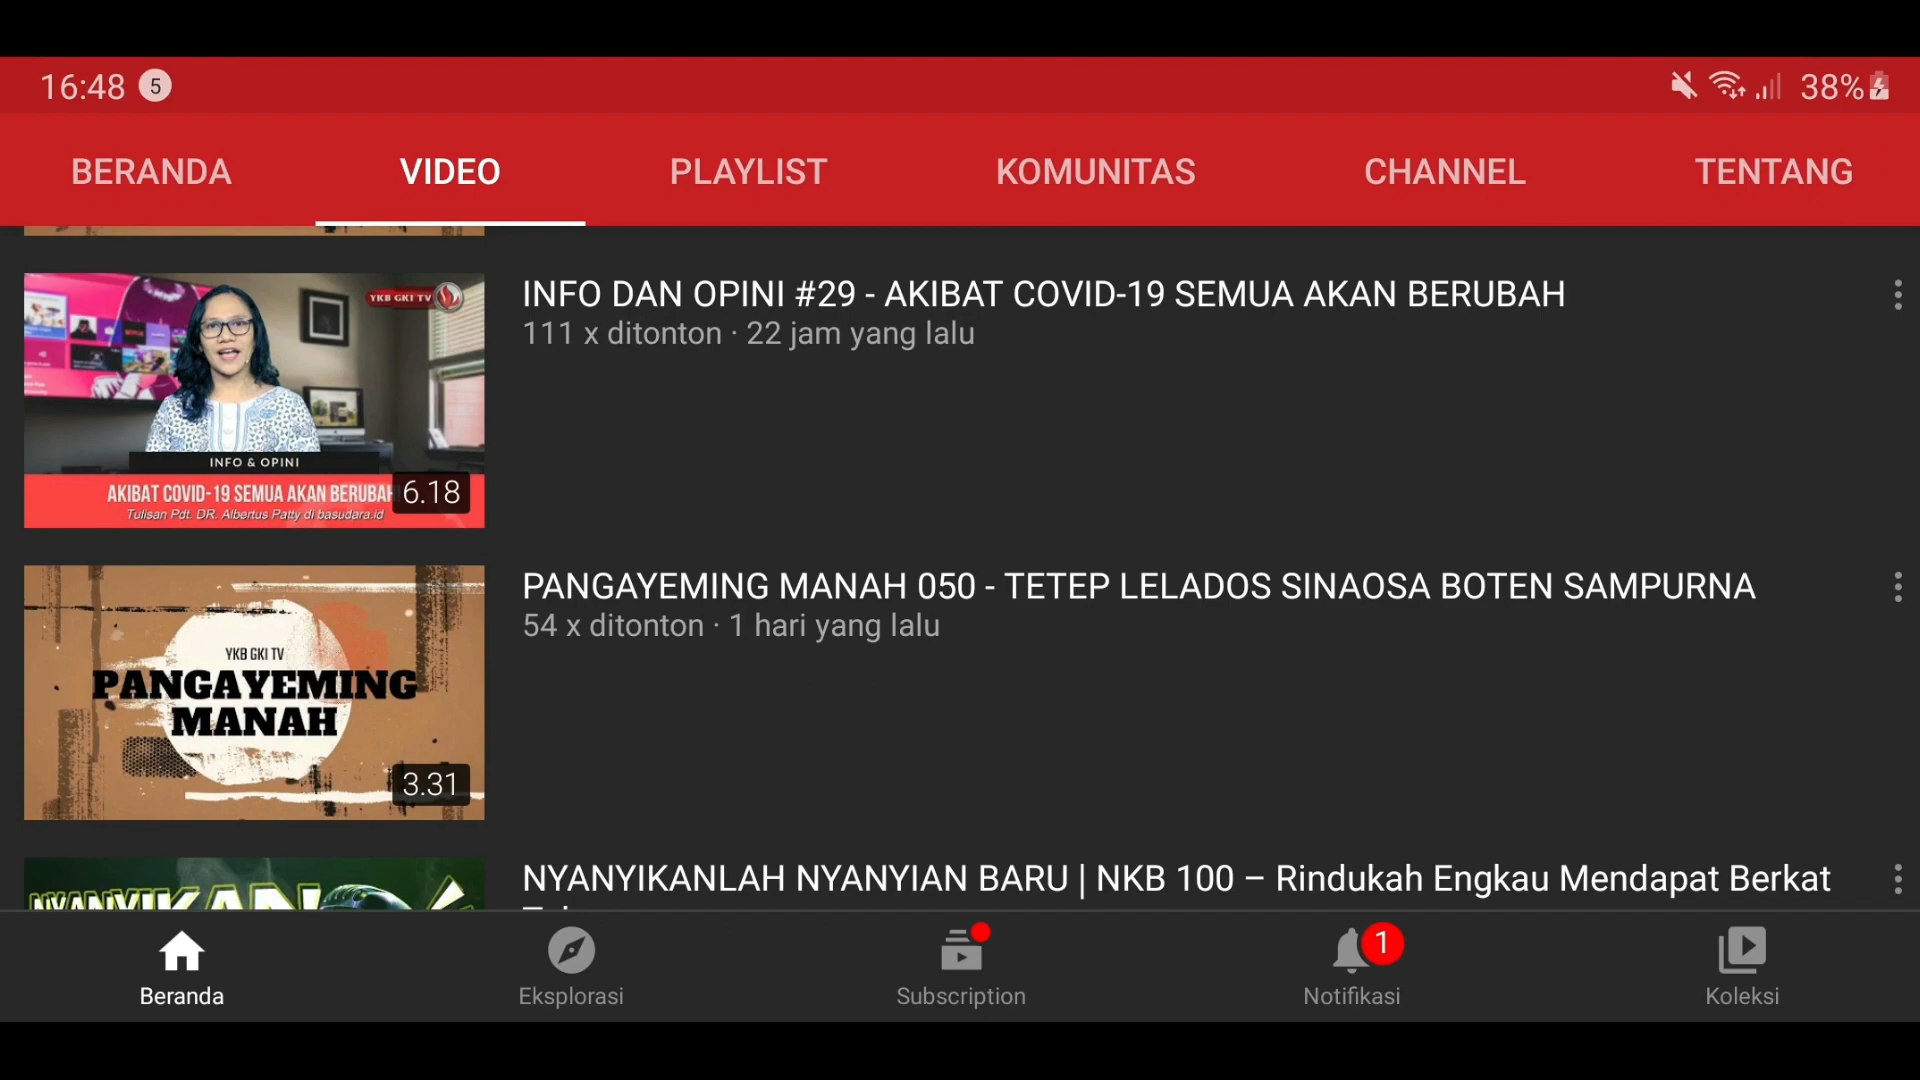 16:48 5 38%
BERANDA VIDEO PLAYLIST KOMUNITAS CHANNEL TENTANG
YKB GKI TV
INFO & OPINI
AKIBAT COVID-19 SEMUA AKAN BERUBAH
Tulisan Pdt. DR. Albertus Patty di basudara.id
6.18
INFO DAN OPINI #29 - AKIBAT COVID-19 SEMUA AKAN BERUBAH
111 x ditonton · 22 jam yang lalu
YKB GKI TV
PANGAYEMING
MANAH
3.31
PANGAYEMING MANAH 050 - TETEP LELADOS SINAOSA BOTEN SAMPURNA
54 x ditonton · 1 hari yang lalu
NYANYIKAN
NYANYIKANLAH NYANYIAN BARU | NKB 100 – Rindukah Engkau Mendapat Berkat
1
Beranda Eksplorasi Subscription Notifikasi Koleksi